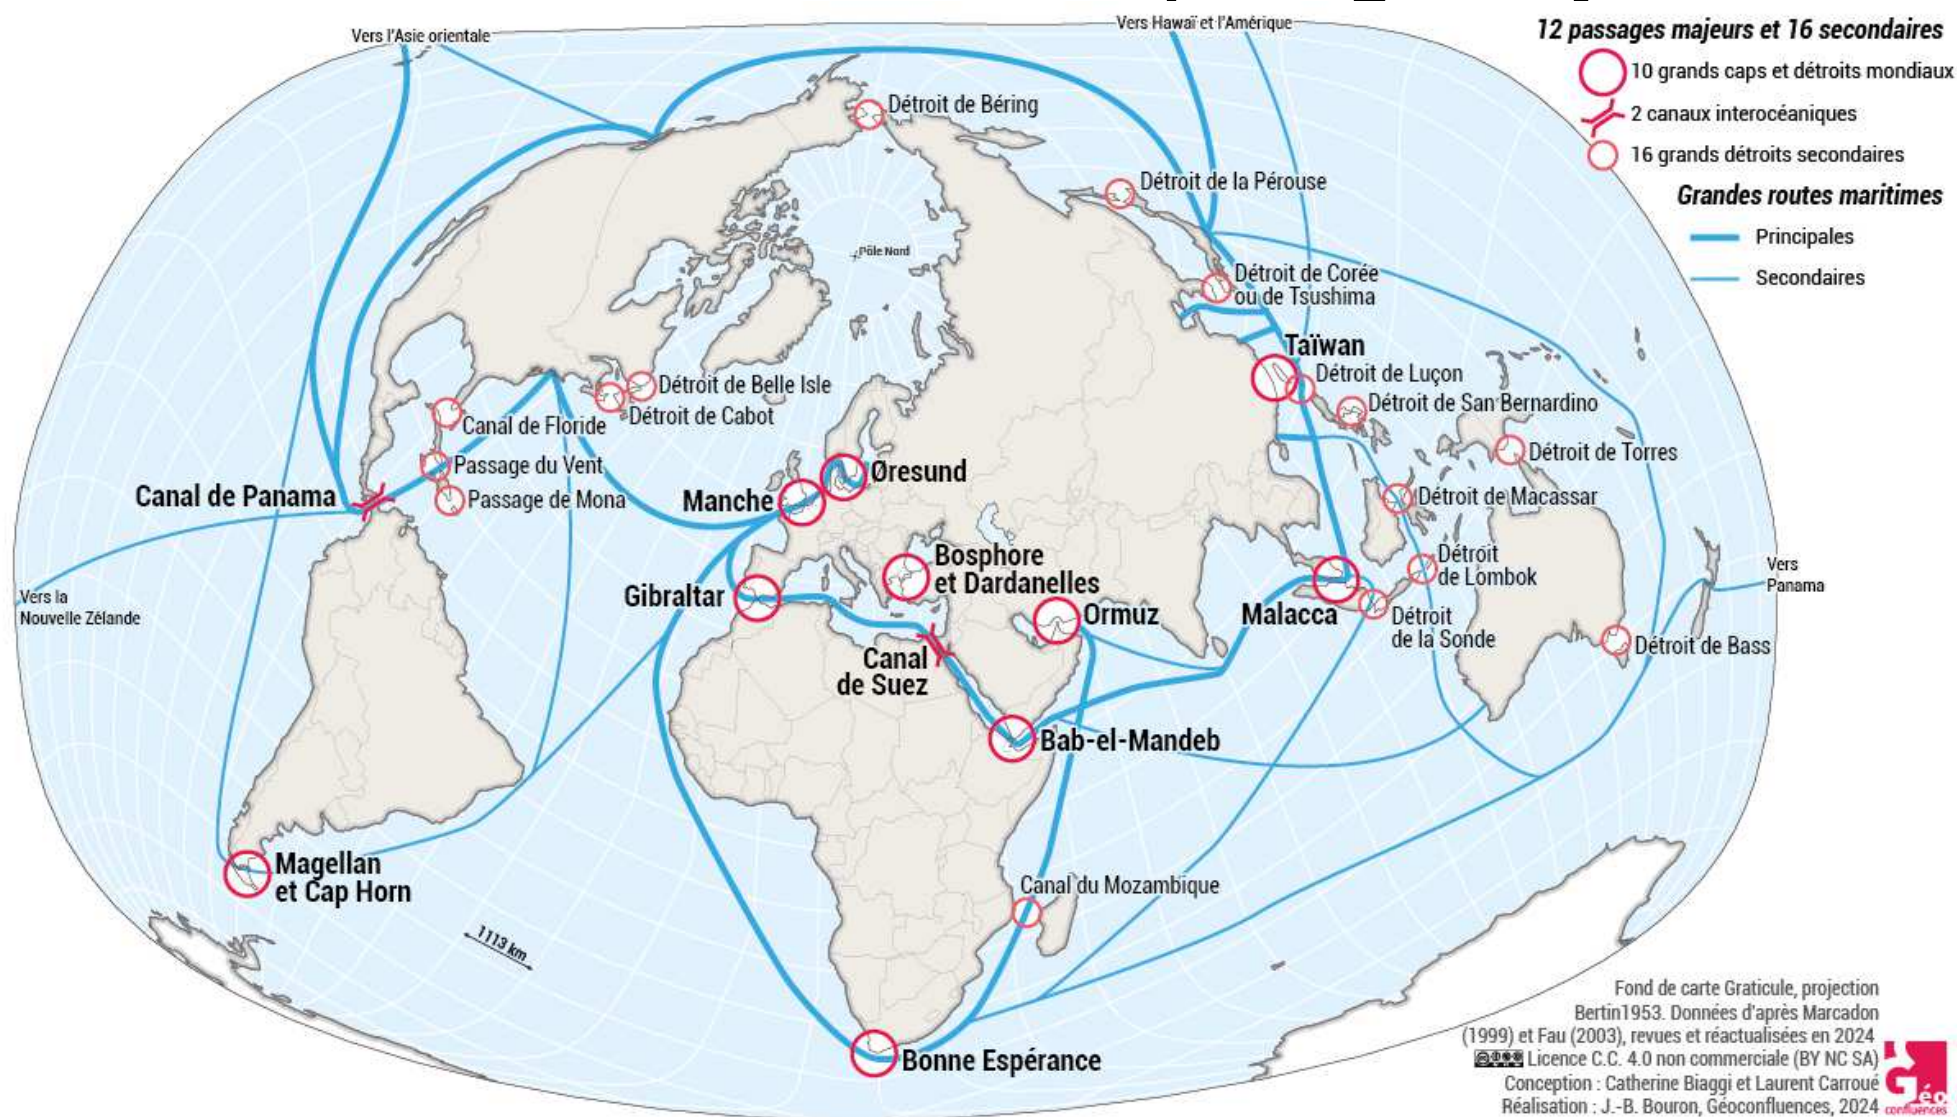 Vers l'Asie orientale
Vers Hawaï et l'Amérique
12 passages majeurs et 16 secondaires
10 grands caps et détroits mondiaux
2 canaux interocéaniques
16 grands détroits secondaires
Grandes routes maritimes
Principales
Secondaires
Détroit de Béring
Détroit de la Pérouse
Pôle Nord
Détroit de Corée
ou de Tsushima
Taïwan
Détroit de Luçon
Détroit de San Bernardino
Détroit de Torres
Détroit de Belle Isle
Détroit de Cabot
Canal de Floride
Passage du Vent
Passage de Mona
Canal de Panama
Manche
Øresund
Détroit de Macassar
Bosphore
et Dardanelles
Détroit
de Lombok
Vers
Panama
Vers la
Nouvelle Zélande
Gibraltar
Ormuz
Malacca
Détroit
de la Sonde
Détroit de Bass
Canal
de Suez
Bab-el-Mandeb
Magellan
et Cap Horn
Canal du Mozambique
1113 km
Bonne Espérance
Fond de carte Graticule, projection
Bertin1953. Données d'après Marcadon
(1999) et Fau (2003), revues et réactualisées en 2024
Licence C.C. 4.0 non commerciale (BY NC SA)
Conception : Catherine Biaggi et Laurent Carroué
Réalisation : J.-B. Bouron, Géoconfluences, 2024
Géo
confluences